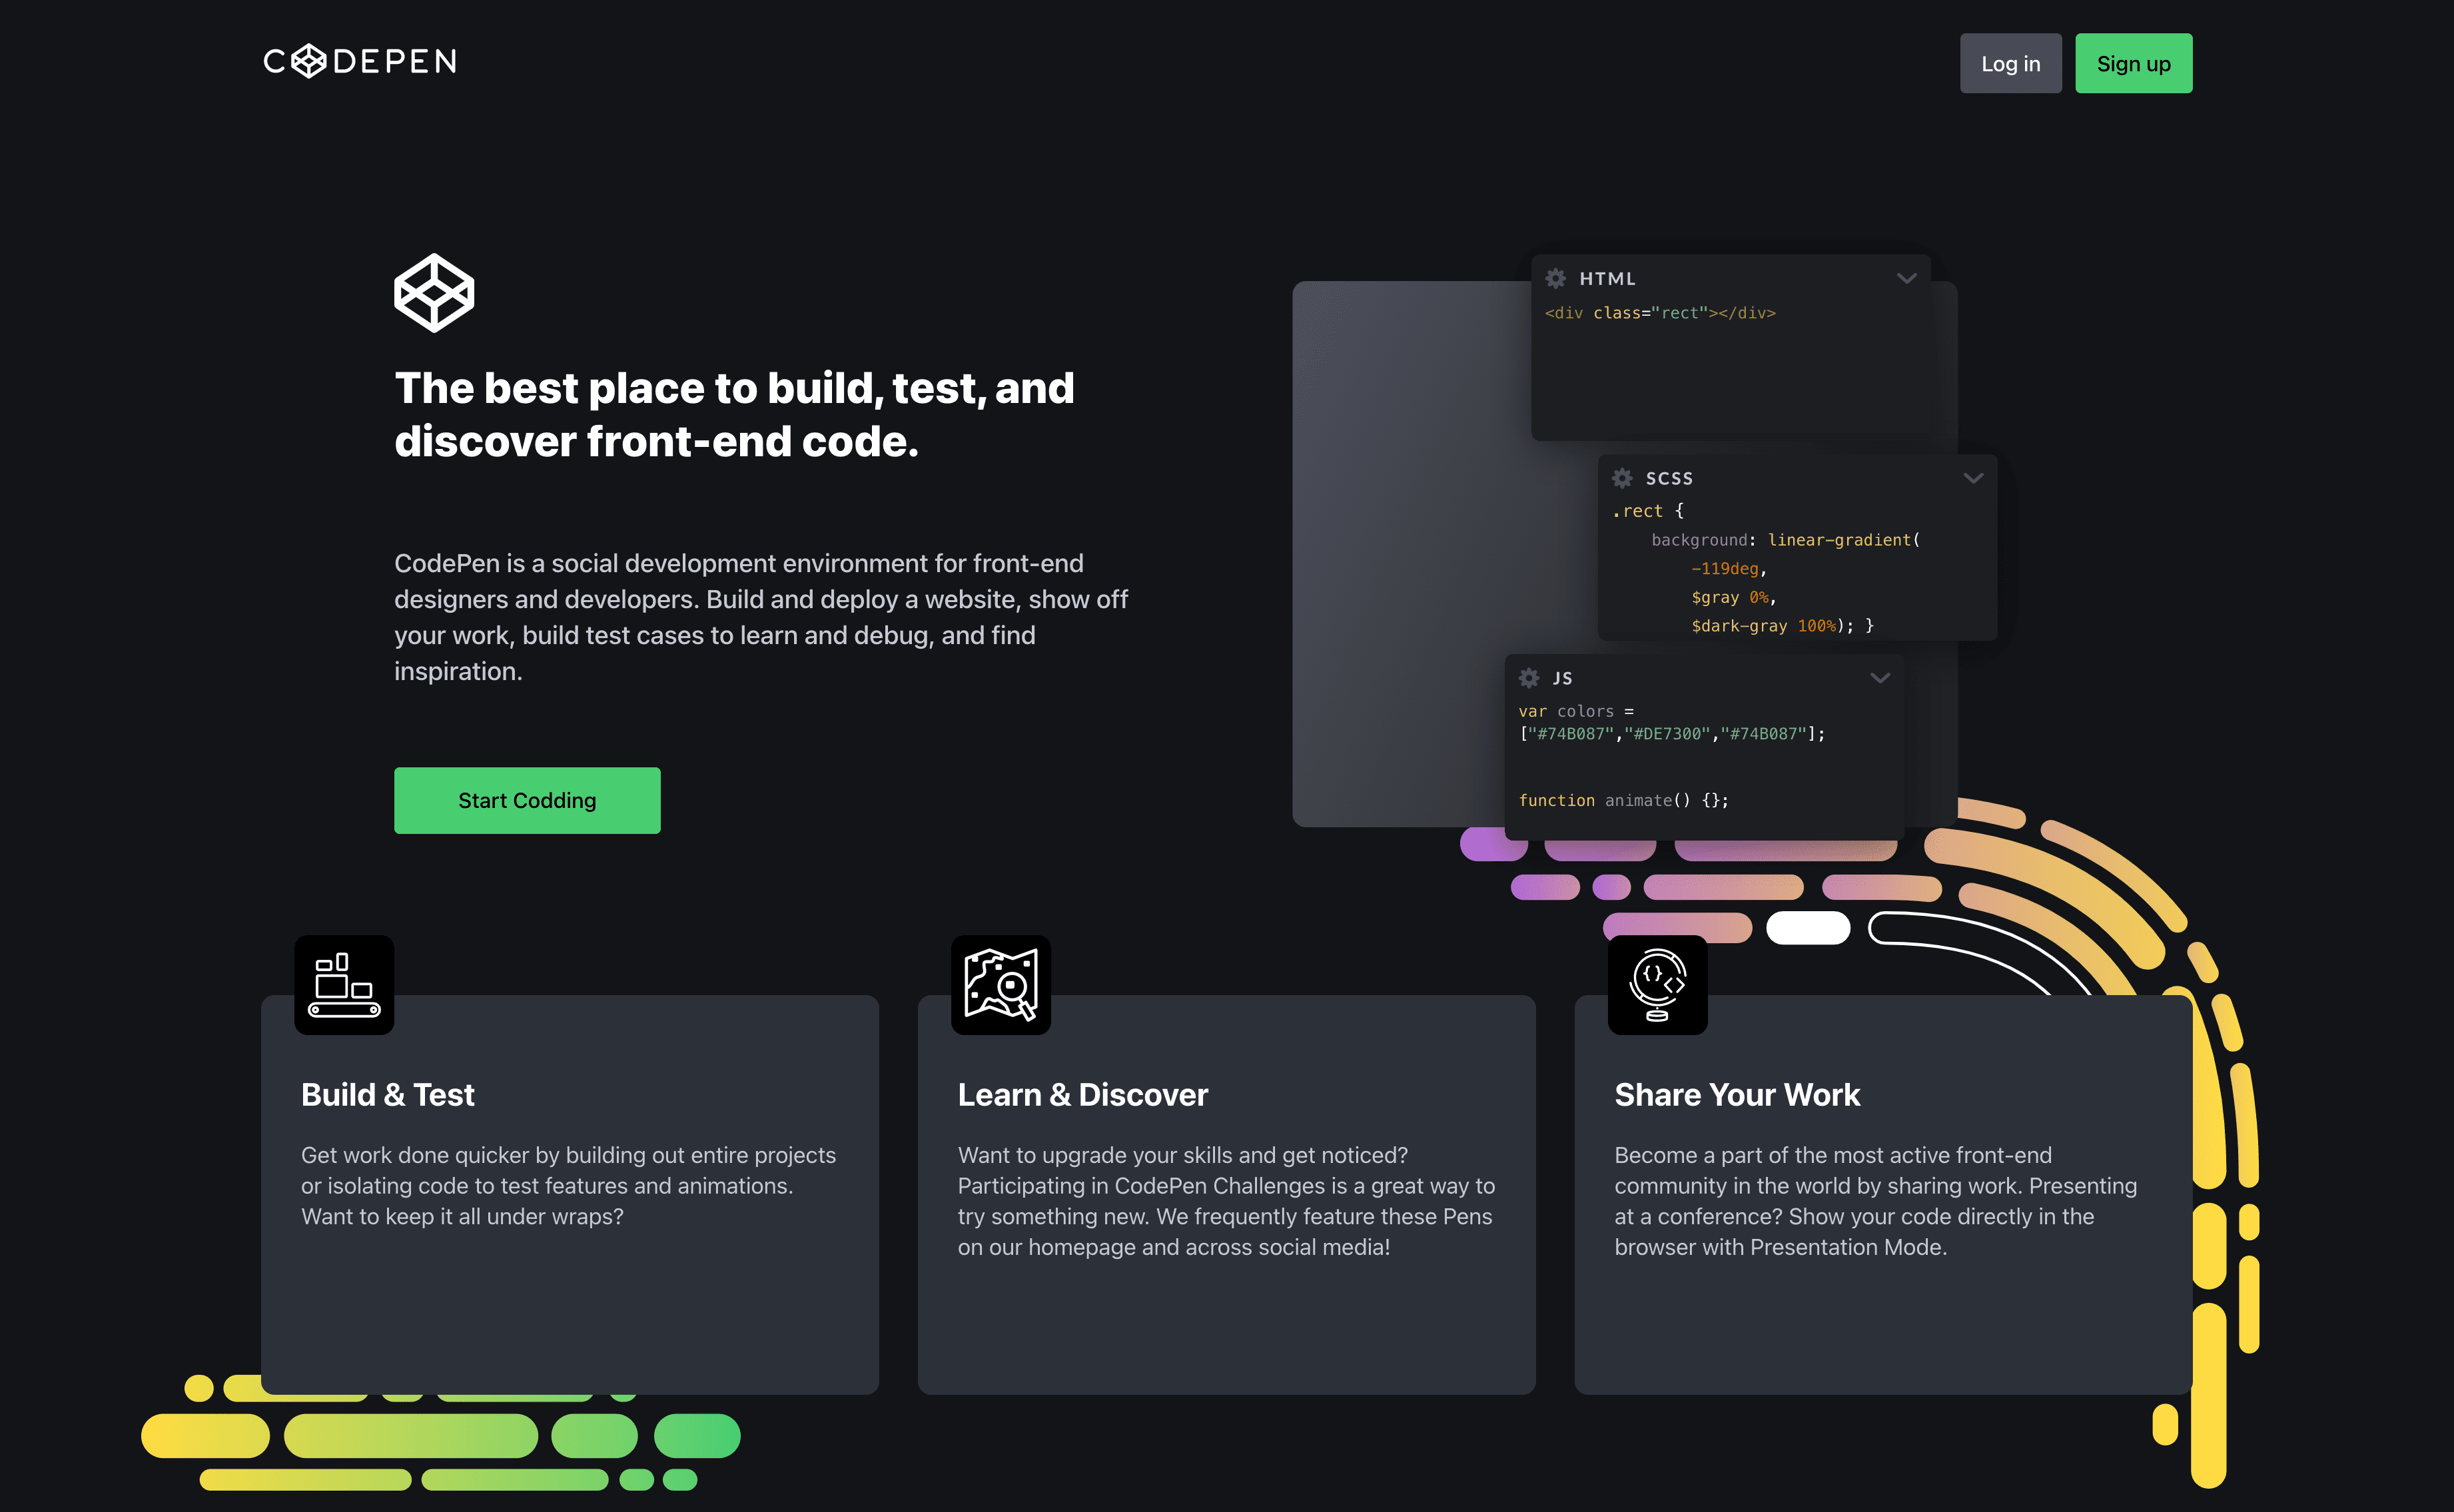 CODEPEN
Log in
Sign up
The best place to build, test, and
discover front-end code.
CodePen is a social development environment for front-end
designers and developers. Build and deploy a website, show off
your work, build test cases to learn and debug, and find
inspiration.
Start Codding
HTML
<div class="rect"></div>
SCSS
.rect {
background: linear-gradient(
-119deg,
$gray 0%,
$dark-gray 100%); }
JS
var colors =
["#74B087","#DE7300","#74B087"];
function animate() {};
Build & Test
Get work done quicker by building out entire projects
or isolating code to test features and animations.
Want to keep it all under wraps?
Learn & Discover
Want to upgrade your skills and get noticed?
Participating in CodePen Challenges is a great way to
try something new. We frequently feature these Pens
on our homepage and across social media!
{} <>
Share Your Work
Become a part of the most active front-end
community in the world by sharing work. Presenting
at a conference? Show your code directly in the
browser with Presentation Mode.